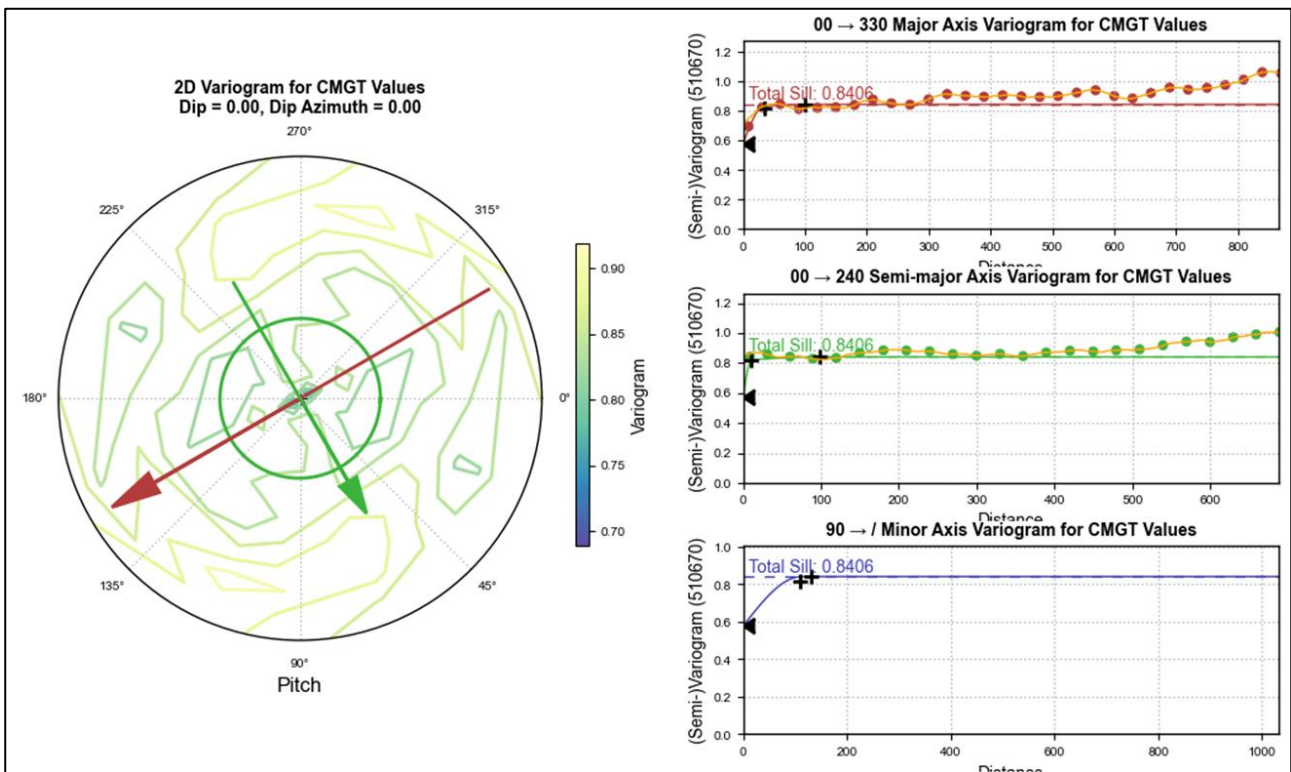 2D Variogram for CMGT Values
Dip = 0.00, Dip Azimuth = 0.00
270°
225°
315°
180°
0°
135°
45°
90°
Pitch
0.90
0.85
0.80
0.75
0.70
Variogram
00 → 330 Major Axis Variogram for CMGT Values
(Semi-)Variogram (510670)
1.2
1.0
0.8
0.6
0.4
0.2
0.0
Total Sill: 0.8406
0 100 200 300 400 500 600 700 800
Distance
00 → 240 Semi-major Axis Variogram for CMGT Values
(Semi-)Variogram (510670)
1.2
1.0
0.8
0.6
0.4
0.2
0.0
Total Sill: 0.8406
0 100 200 300 400 500 600
Distance
90 → / Minor Axis Variogram for CMGT Values
(Semi-)Variogram (510670)
1.0
0.8
0.6
0.4
0.2
0.0
Total Sill: 0.8406
0 200 400 600 800 1000
Distance